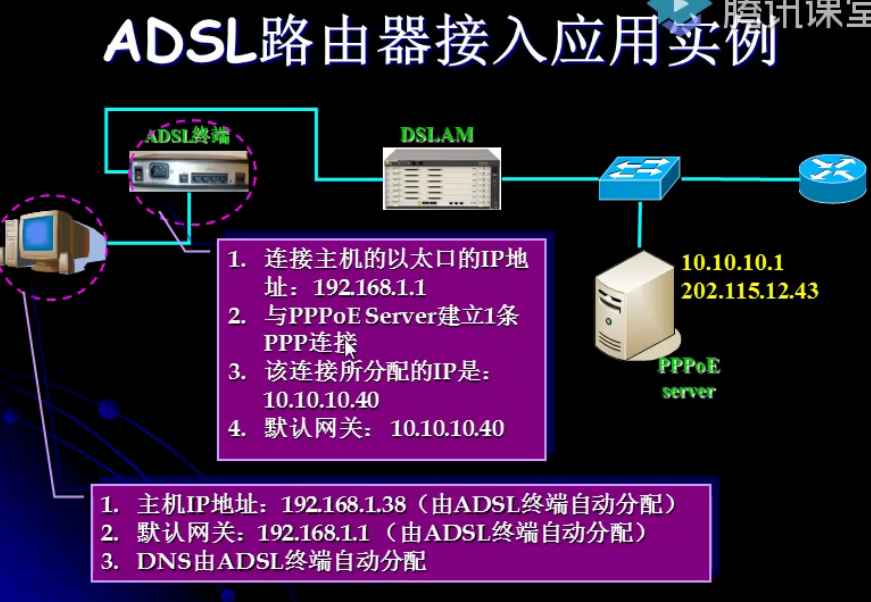 腾讯课堂
ADSL路由器接入应用实例
ADSL终端
DSLAM
1. 连接主机的以太口的IP地
址：192.168.1.1
2. 与PPPoE Server建立1条
PPP连接
3. 该连接所分配的IP是：
10.10.10.40
4. 默认网关： 10.10.10.40
10.10.10.1
202.115.12.43
PPPoE
server
1. 主机IP地址：192.168.1.38（由ADSL终端自动分配）
2. 默认网关：192.168.1.1 （由ADSL终端自动分配）
3. DNS由ADSL终端自动分配